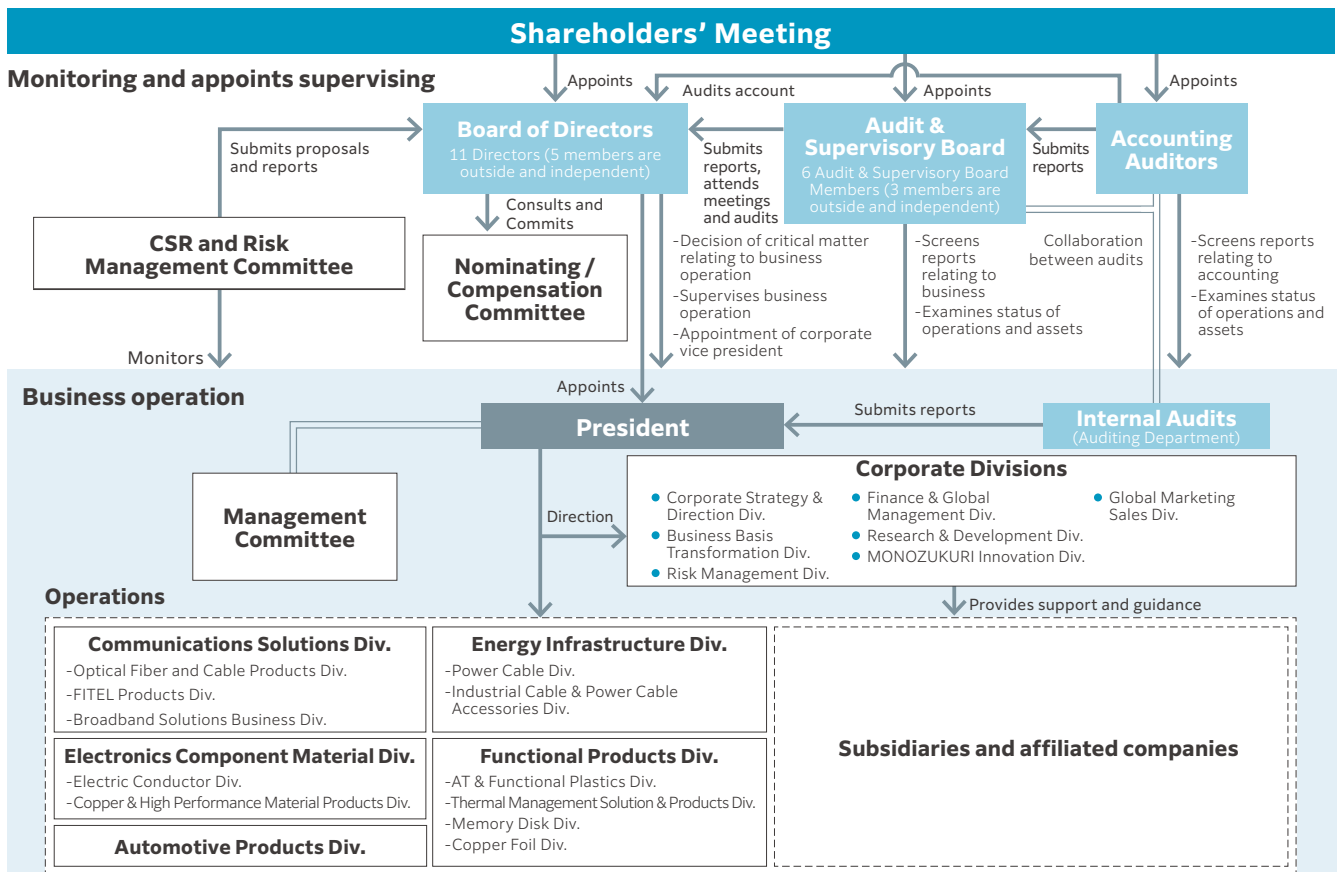 Shareholders' Meeting
Monitoring and appoints supervising
Appoints
Audits account
Appoints
Appoints
Submits proposals
and reports
Board of Directors
11 Directors (5 members are
outside and independent)
Submits
reports,
attends
meetings
and audits
Audit &
Supervisory Board
6 Audit & Supervisory Board
Members (3 members are
outside and independent)
Submits
reports
Accounting
Auditors
Consults and
Commits
CSR and Risk
Management Committee
Nominating /
Compensation
Committee
-Decision of critical matter
relating to business
operation
-Supervises business
operation
-Appointment of corporate
vice president
-Screens
reports
relating to
business
-Examines status of
operations and assets
Collaboration
between audits
-Screens reports
relating to
accounting
-Examines status
of operations and
assets
Monitors
Business operation
Appoints
President
Submits reports
Internal Audits
(Auditing Department)
Management
Committee
Direction
Corporate Divisions
Corporate Strategy &
Direction Div.
Business Basis
Transformation Div.
Risk Management Div.
Finance & Global
Management Div.
Research & Development Div.
MONOZUKURI Innovation Div.
Global Marketing
Sales Div.
Provides support and guidance
Operations
Communications Solutions Div.
-Optical Fiber and Cable Products Div.
-FITEL Products Div.
-Broadband Solutions Business Div.
Energy Infrastructure Div.
-Power Cable Div.
-Industrial Cable & Power Cable
Accessories Div.
Electronics Component Material Div.
-Electric Conductor Div.
-Copper & High Performance Material Products Div.
Functional Products Div.
-AT & Functional Plastics Div.
-Thermal Management Solution & Products Div.
-Memory Disk Div.
-Copper Foil Div.
Automotive Products Div.
Subsidiaries and affiliated companies